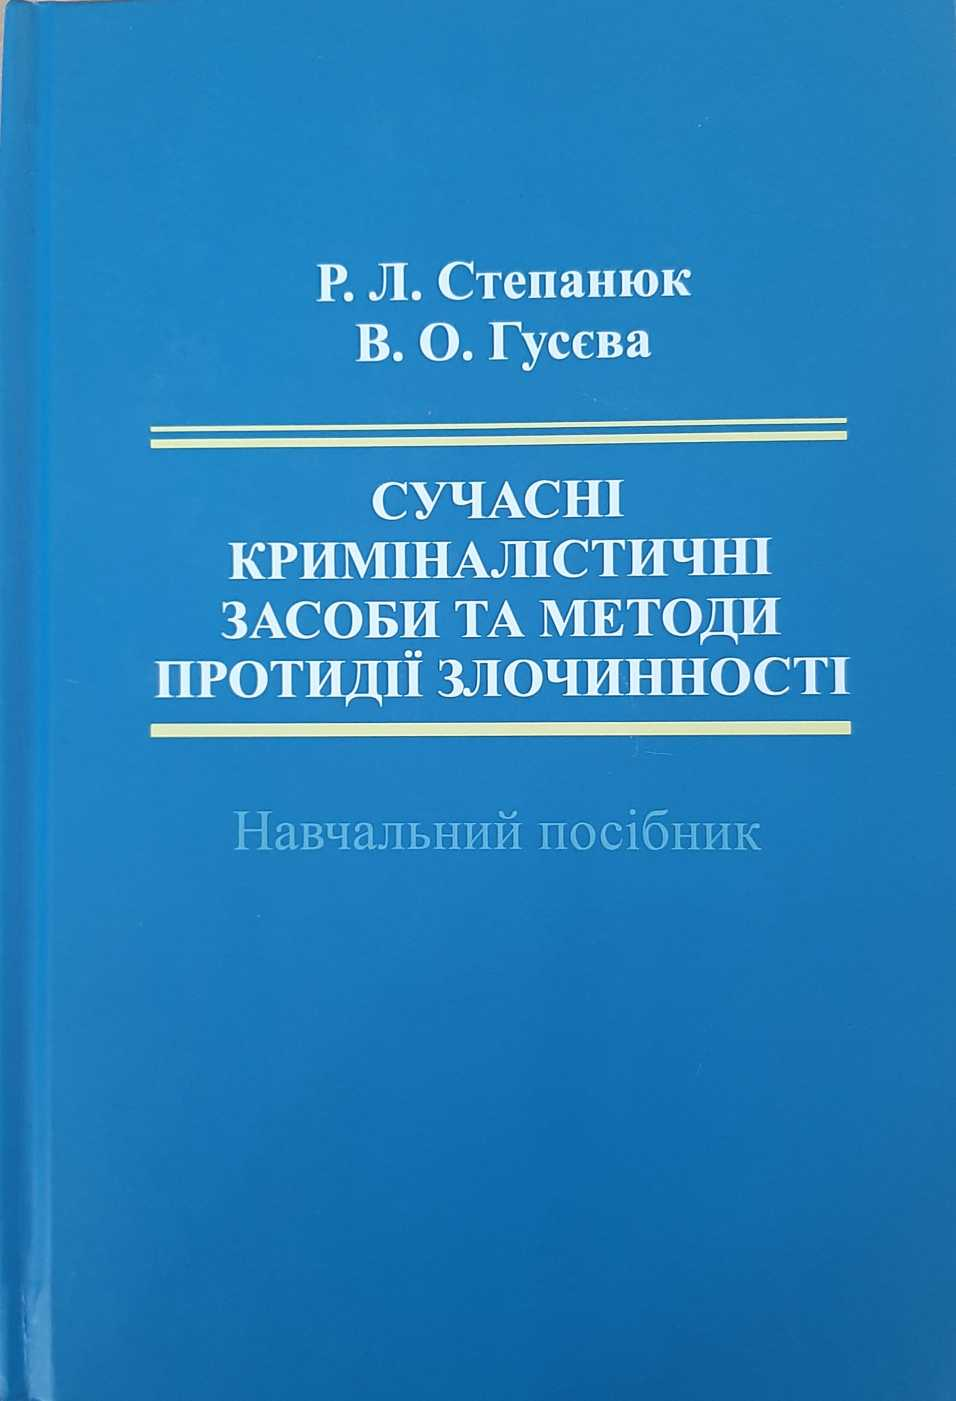 Р. Л. Степанюк
В. О. Гусєва
СУЧАСНІ
КРИМІНАЛІСТИЧНІ
ЗАСОБИ ТА МЕТОДИ
ПРОТИДІЇ ЗЛОЧИННОСТІ
Навчальний посібник